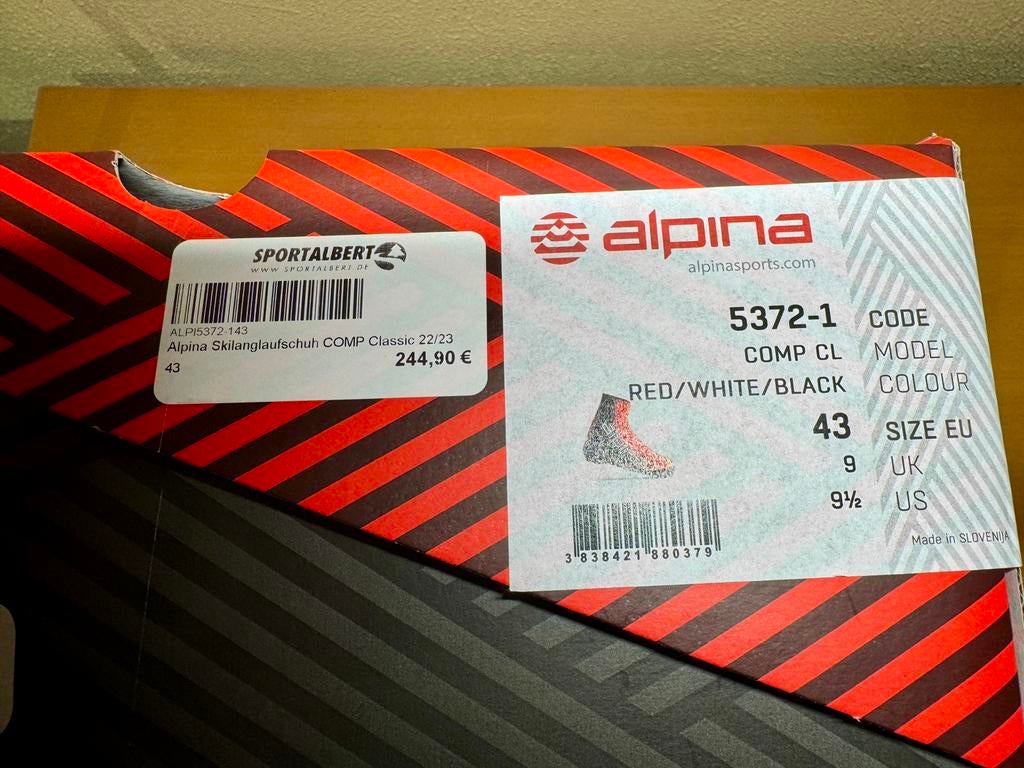 SPORTALBERT
WWW.SPORTALBERT.DE
ALPI5372-143
Alpina Skilanglaufschuh COMP Classic 22/23
43
244,90 €
alpina
alpinasports.com
5372-1 CODE
COMP CL MODEL
RED/WHITE/BLACK COLOUR
43 SIZE EU
9 UK
9½ US
3 838421 880379
Made in SLOVENIJA